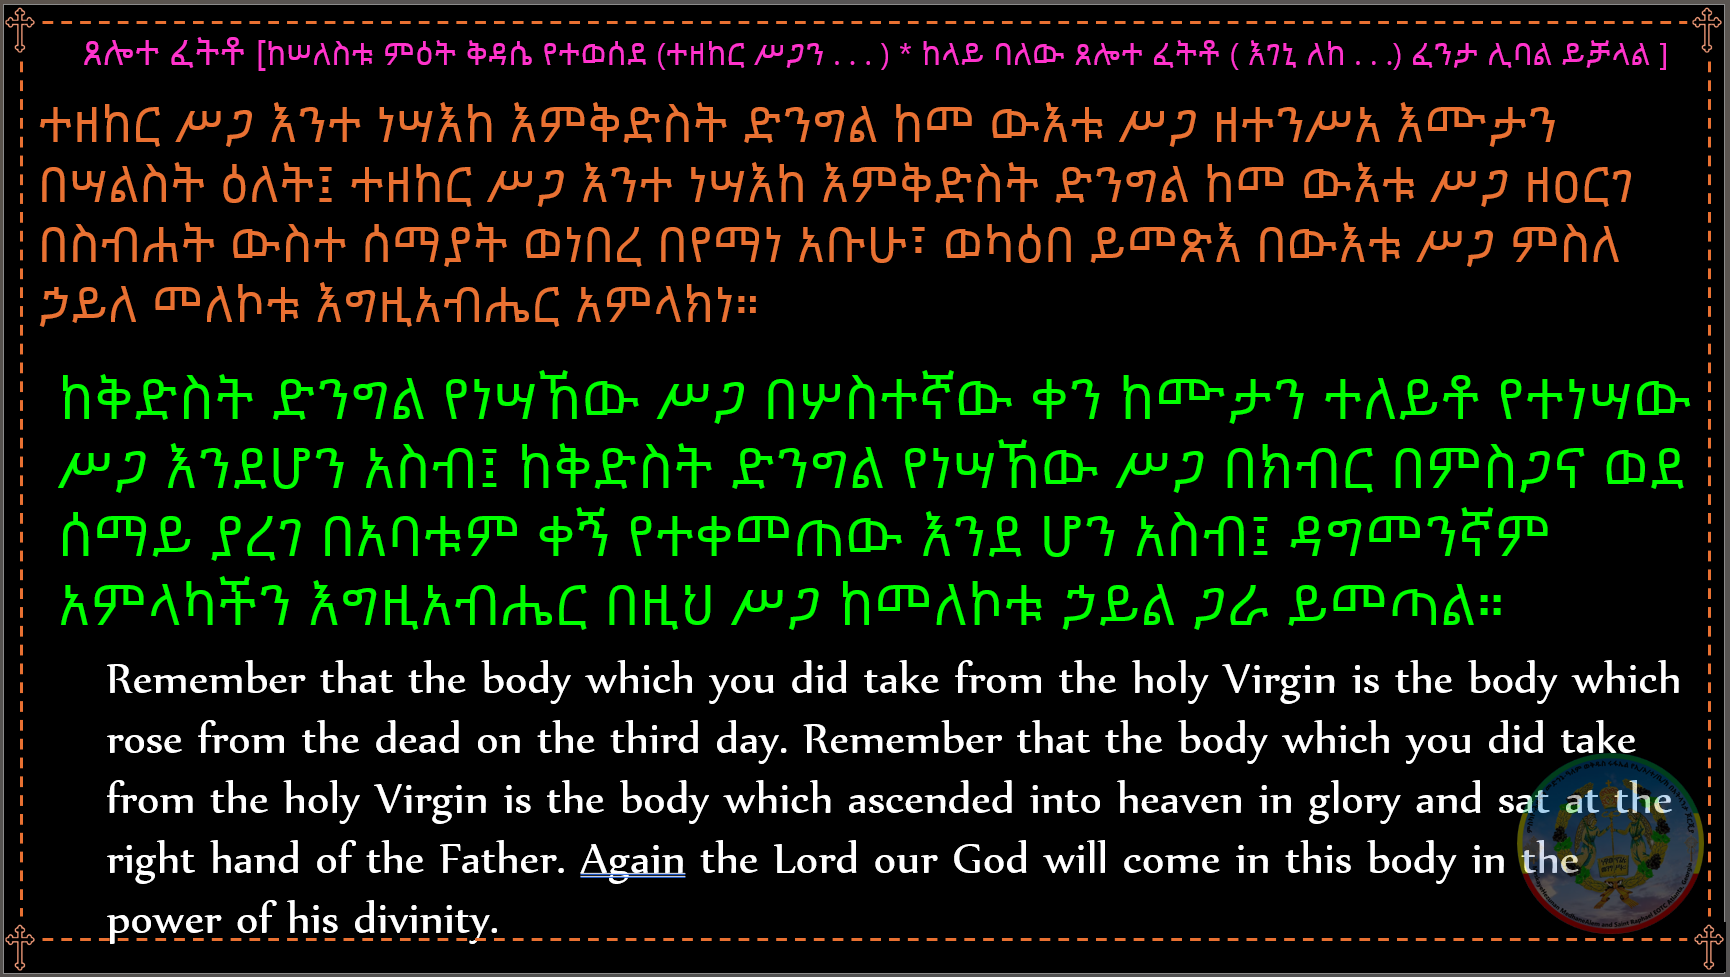 ጸሎተ ፈትቶ [ከሠለስቱ ምዕት ቅዳሴ የተወሰደ (ተዘከር ሥጋን . . . ) * ከላይ ባለው ጸሎተ ፈትቶ ( እገኒ ለከ . . .) ፈንታ ሊባል ይቻላል ]
ተዘከር ሥጋ እንተ ነሣእከ እምቅድስት ድንግል ከመ ውእቱ ሥጋ ዘተንሥአ እሙታን
በሣልስት ዕለት፤ ተዘከር ሥጋ እንተ ነሣእከ እምቅድስት ድንግል ከመ ውእቱ ሥጋ ዘዐርገ
በስብሐት ውስተ ሰማያት ወነበረ በየማነ አቡሁ፣ ወካዕበ ይመጽእ በውእቱ ሥጋ ምስለ
ኃይለ መለኮቱ እግዚአብሔር አምላክነ።
ከቅድስት ድንግል የነሣኸው ሥጋ በሦስተኛው ቀን ከሙታን ተለይቶ የተነሣው
ሥጋ እንደሆን አስብ፤ ከቅድስት ድንግል የነሣኸው ሥጋ በክብር በምስጋና ወደ
ሰማይ ያረገ በአባቱም ቀኝ የተቀመጠው እንደ ሆን አስብ፤ ዳግመንኛም
አምላካችን እግዚአብሔር በዚህ ሥጋ ከመለኮቱ ኃይል ጋራ ይመጣል።
Remember that the body which you did take from the holy Virgin is the body which
rose from the dead on the third day. Remember that the body which you did take
from the holy Virgin is the body which ascended into heaven in glory and sat at the
right hand of the Father. Again the Lord our God will come in this body in the
power of his divinity.